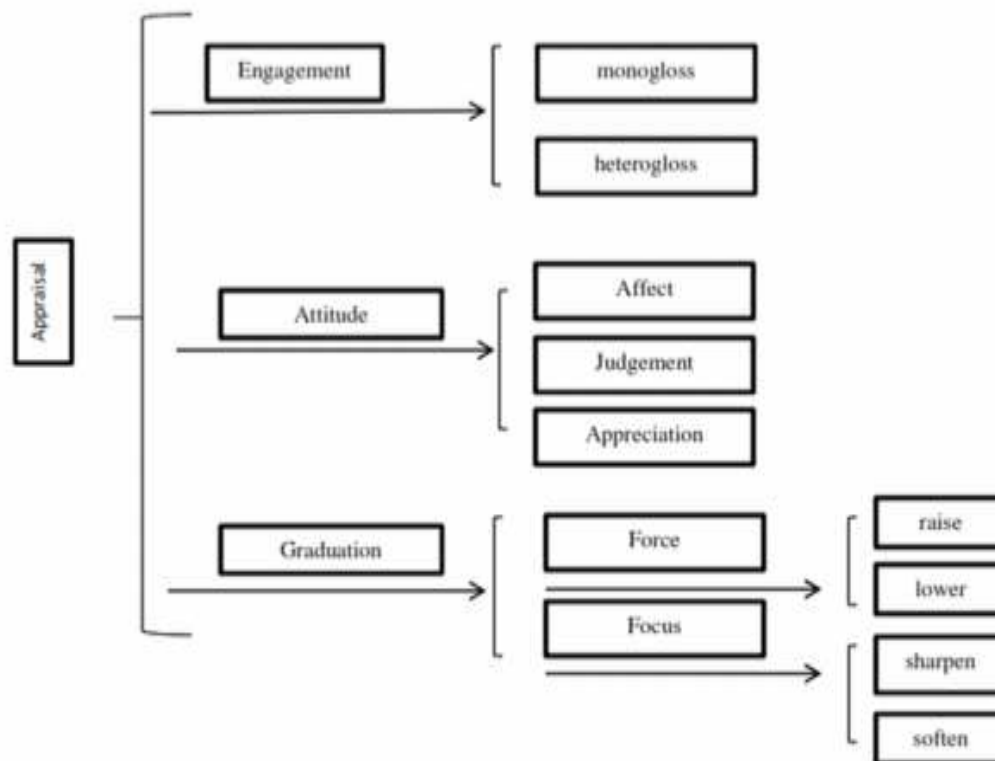 Appraisal
Engagement
monogloss
heterogloss
Attitude
Affect
Judgement
Appreciation
Graduation
Force
raise
lower
Focus
sharpen
soften